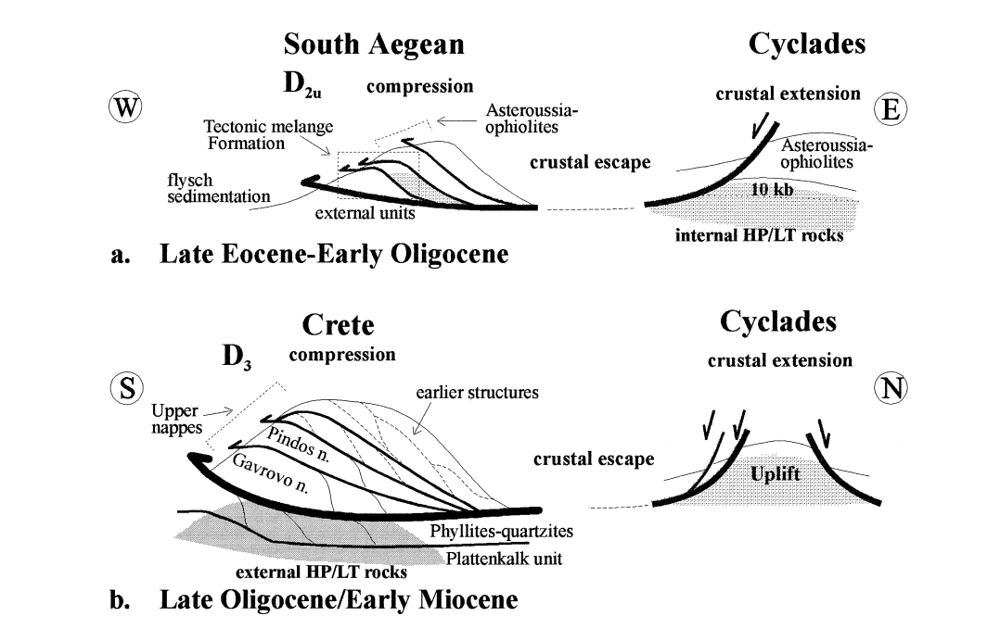 South Aegean
Cyclades
D2u
compression
crustal extension
W
E
Tectonic melange
Formation
Asteroussia-
ophiolites
Asteroussia-
ophiolites
crustal escape
flysch
sedimentation
external units
10 kb
internal HP/LT rocks
a. Late Eocene-Early Oligocene
Crete
Cyclades
D3
compression
crustal extension
S
N
Upper
nappes
earlier structures
Pindos n.
Gavrovo n.
crustal escape
Uplift
Phyllites-quartzites
Plattenkalk unit
external HP/LT rocks
b. Late Oligocene/Early Miocene